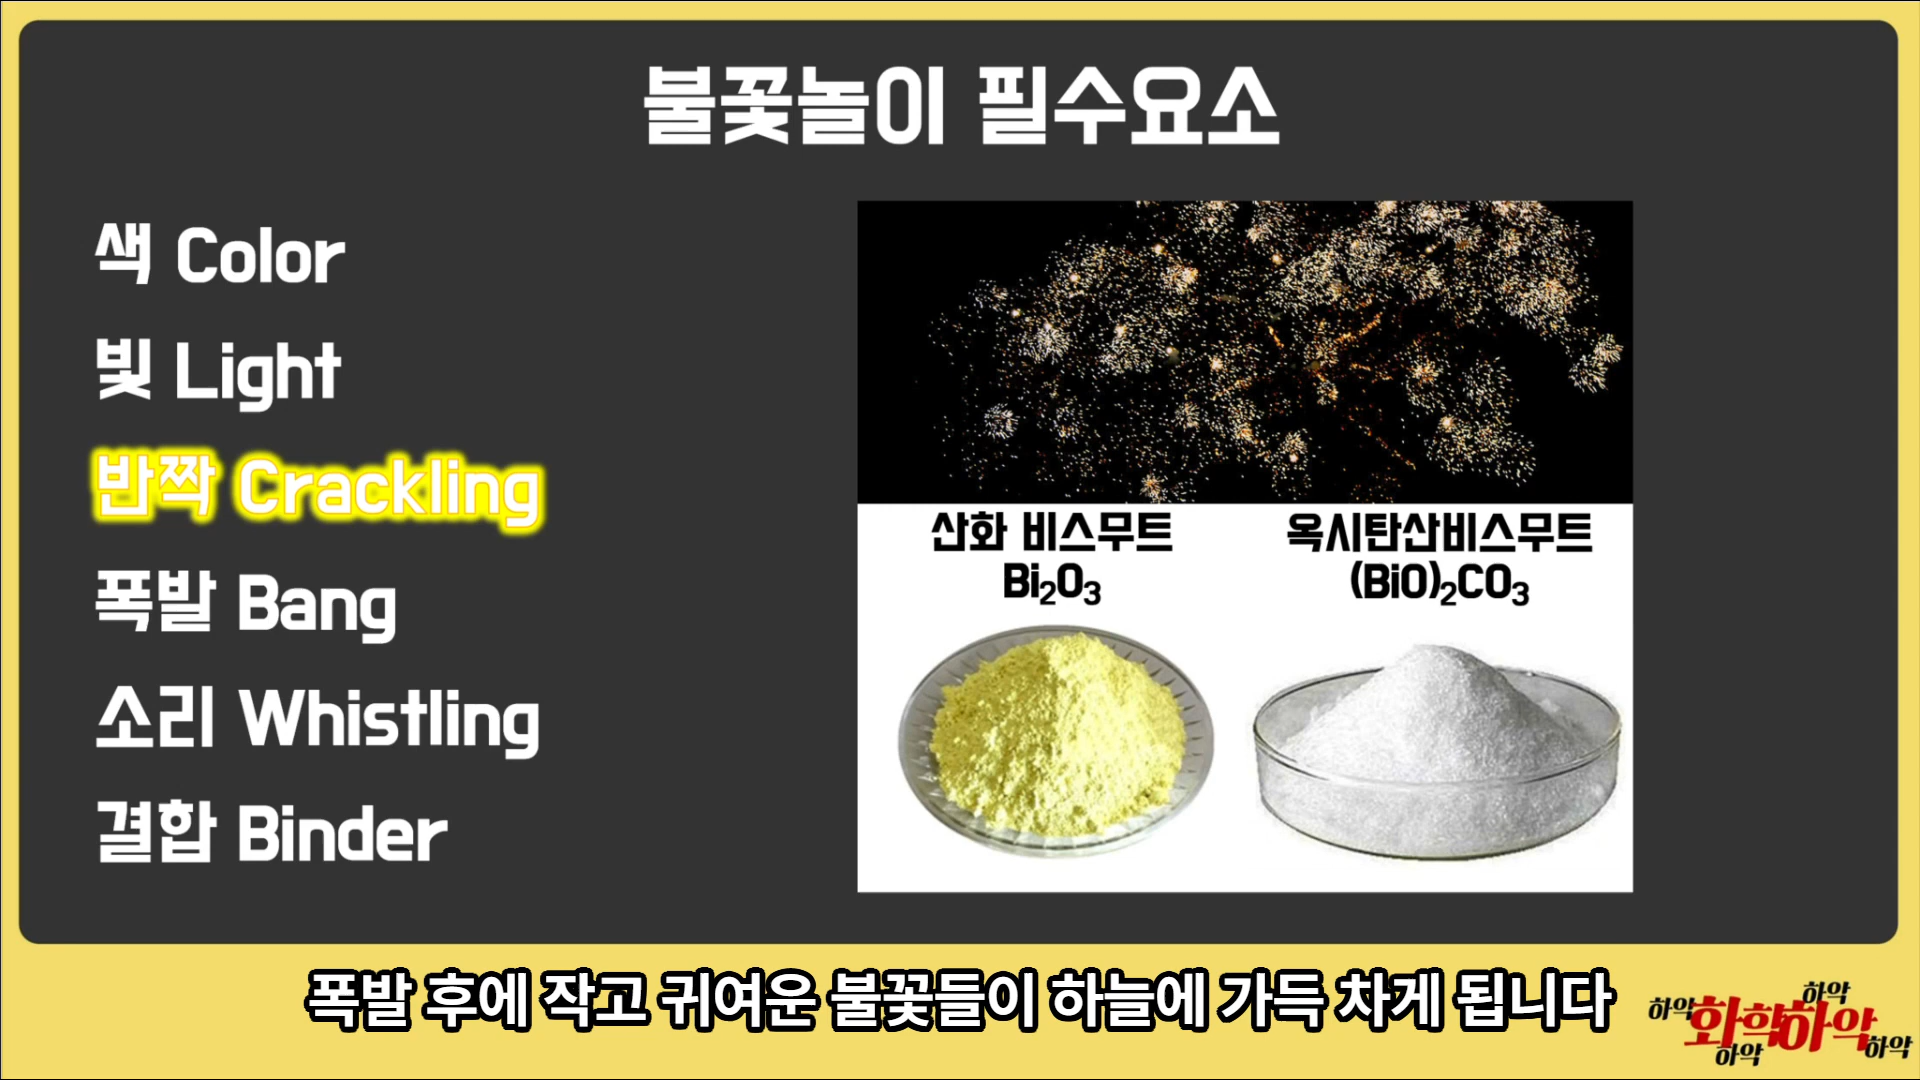 불꽃놀이 필수요소
색 Color
빛 Light
반짝 Crackling
폭발 Bang
소리 Whistling
결합 Binder
산화 비스무트
Bi₂O₃
옥시탄산비스무트
(BiO)₂CO₃
폭발 후에 작고 귀여운 불꽃들이 하늘에 가득 차게 됩니다
하약
하약
화학하약
하약
하약